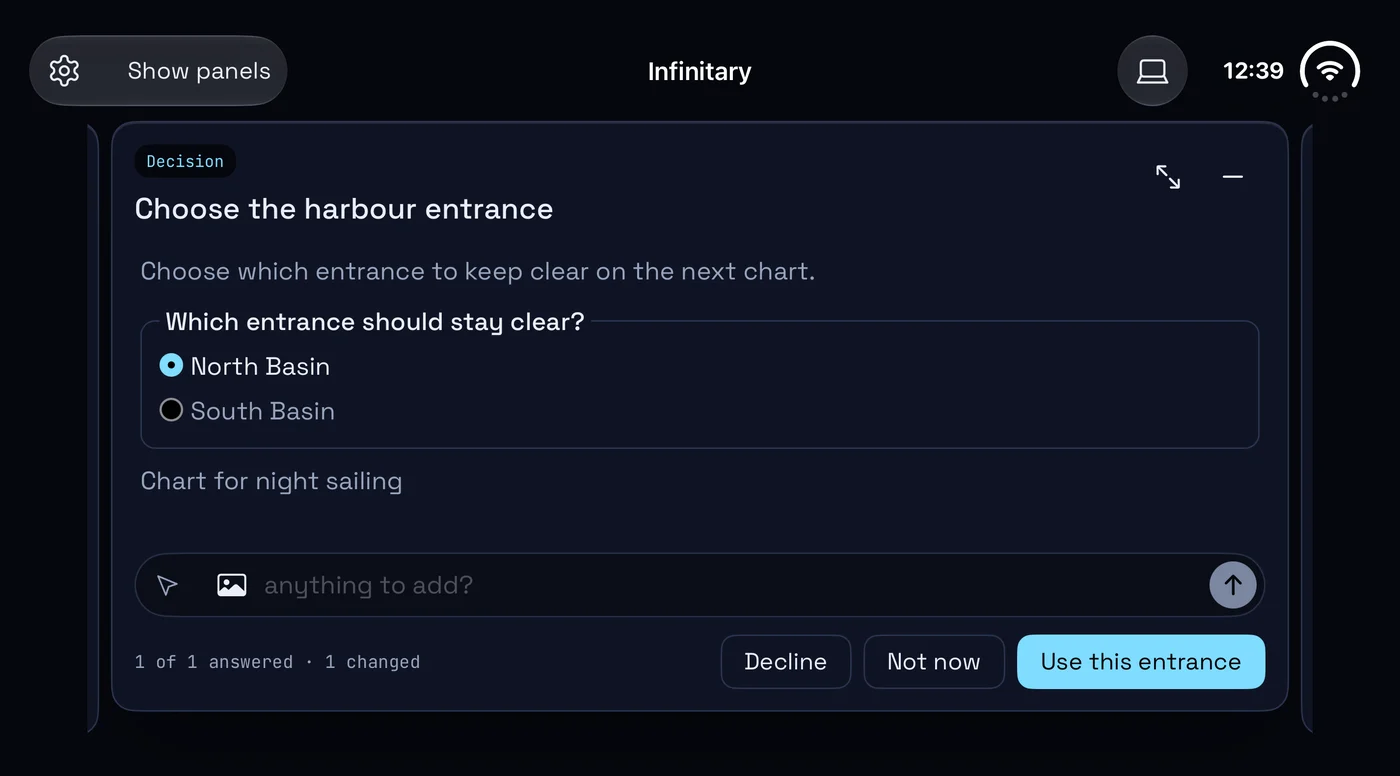 Show panels
Infinitary
12:39
Decision
Choose the harbour entrance
Choose which entrance to keep clear on the next chart.
Which entrance should stay clear?
North Basin
South Basin
Chart for night sailing
anything to add?
1 of 1 answered · 1 changed
Decline
Not now
Use this entrance